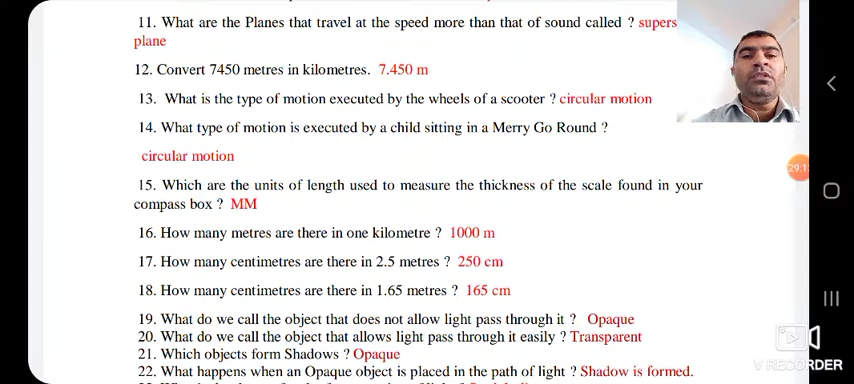 11. What are the Planes that travel at the speed more than that of sound called ? supers
plane
12. Convert 7450 metres in kilometres. 7.450 m
13. What is the type of motion executed by the wheels of a scooter ? circular motion
14. What type of motion is executed by a child sitting in a Merry Go Round ?
circular motion
15. Which are the units of length used to measure the thickness of the scale found in your
compass box ? MM
16. How many metres are there in one kilometre ? 1000 m
17. How many centimetres are there in 2.5 metres ? 250 cm
18. How many centimetres are there in 1.65 metres ? 165 cm
19. What do we call the object that does not allow light pass through it ? Opaque
20. What do we call the object that allows light pass through it easily ? Transparent
21. Which objects form Shadows ? Opaque
22. What happens when an Opaque object is placed in the path of light ? Shadow is formed.
29:1
V RECORDER